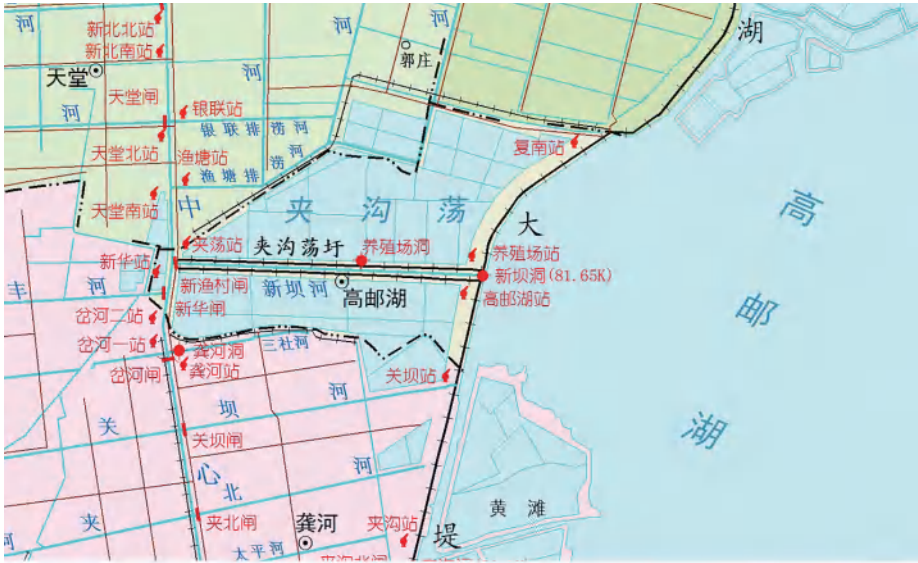 河
新北北站
新北南站
河
河
湖
郭庄
天堂
河
天堂闸
河
银联站
银联排涝河
天堂北站
渔塘站
渔塘排涝河
复南站
天堂南站
中
夹沟荡
大
高
夹荡站
夹沟荡圩
养殖场洞
养殖场站
新华站
新坝洞(81.65K)
丰河
新渔村闸
新坝河
高邮湖
高邮湖站
邮
新华闸
岔河二站
岔河一站
龚河洞
三社河
岔河闸
龚河站
关坝站
关坝河
关坝闸
湖
心
北河
夹
夹北闸
龚河
夹沟站
黄滩
堤
河
太平河
夹沟北闸